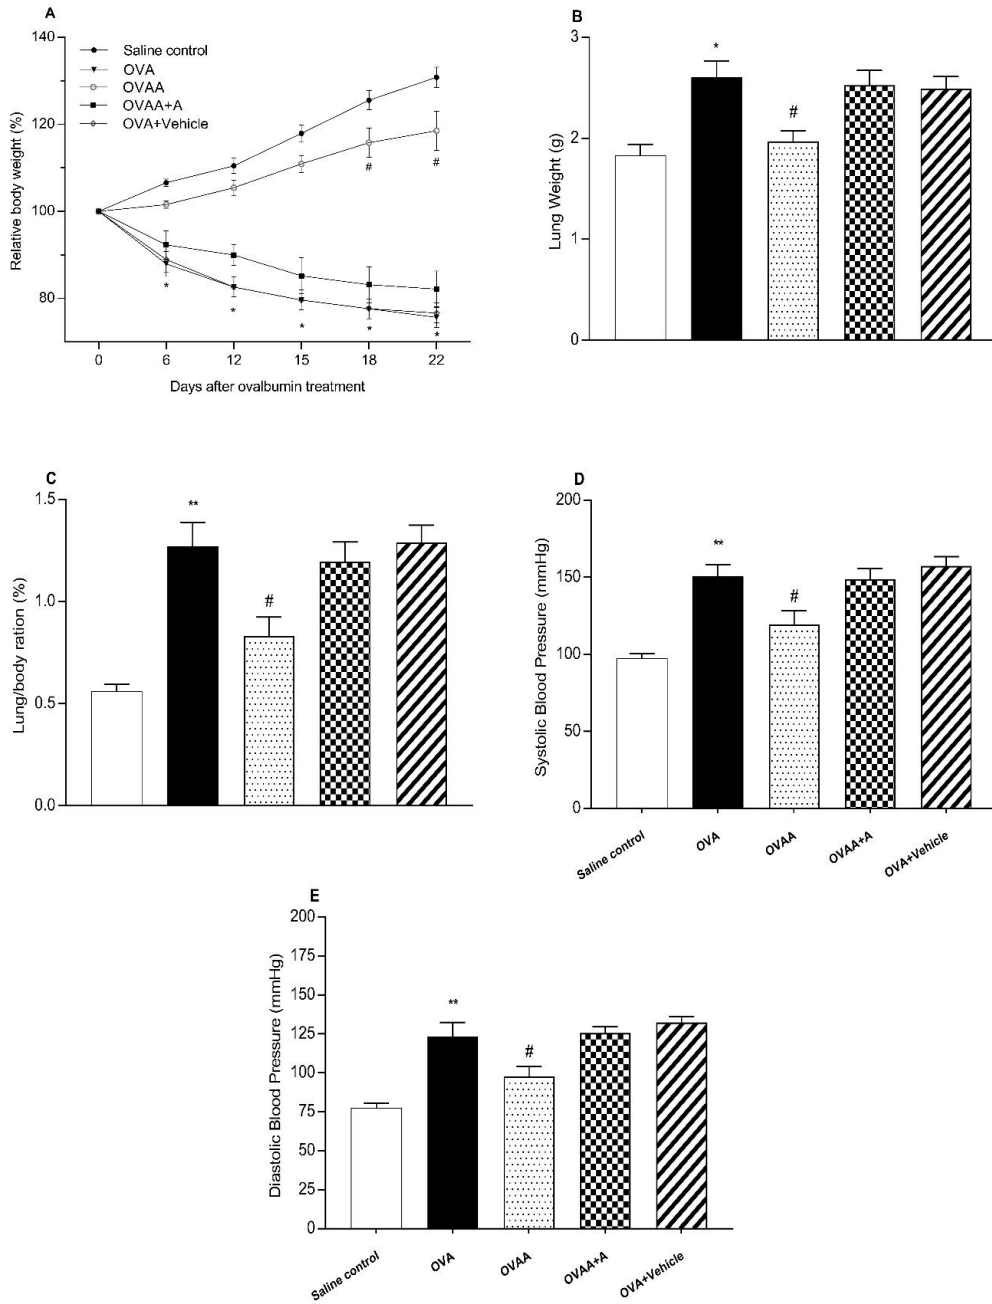 A
140
120
100
80
Relative body weight (%)
Saline control
OVA
OVAA
OVAA+A
OVA+Vehicle
#
#
*
*
*
*
*
0 6 12 15 18 22
Days after ovalbumin treatment
B
3
2
1
0
Lung Weight (g)
*
#
C
1.5
1.0
0.5
0.0
Lung/body ration (%)
**
#
D
200
150
100
50
0
Systolic Blood Pressure (mmHg)
**
#
Saline control
OVA
OVAA
OVAA+A
OVA+Vehicle
E
200
175
150
125
100
75
50
25
0
Diastolic Blood Pressure (mmHg)
**
#
Saline control
OVA
OVAA
OVAA+A
OVA+Vehicle